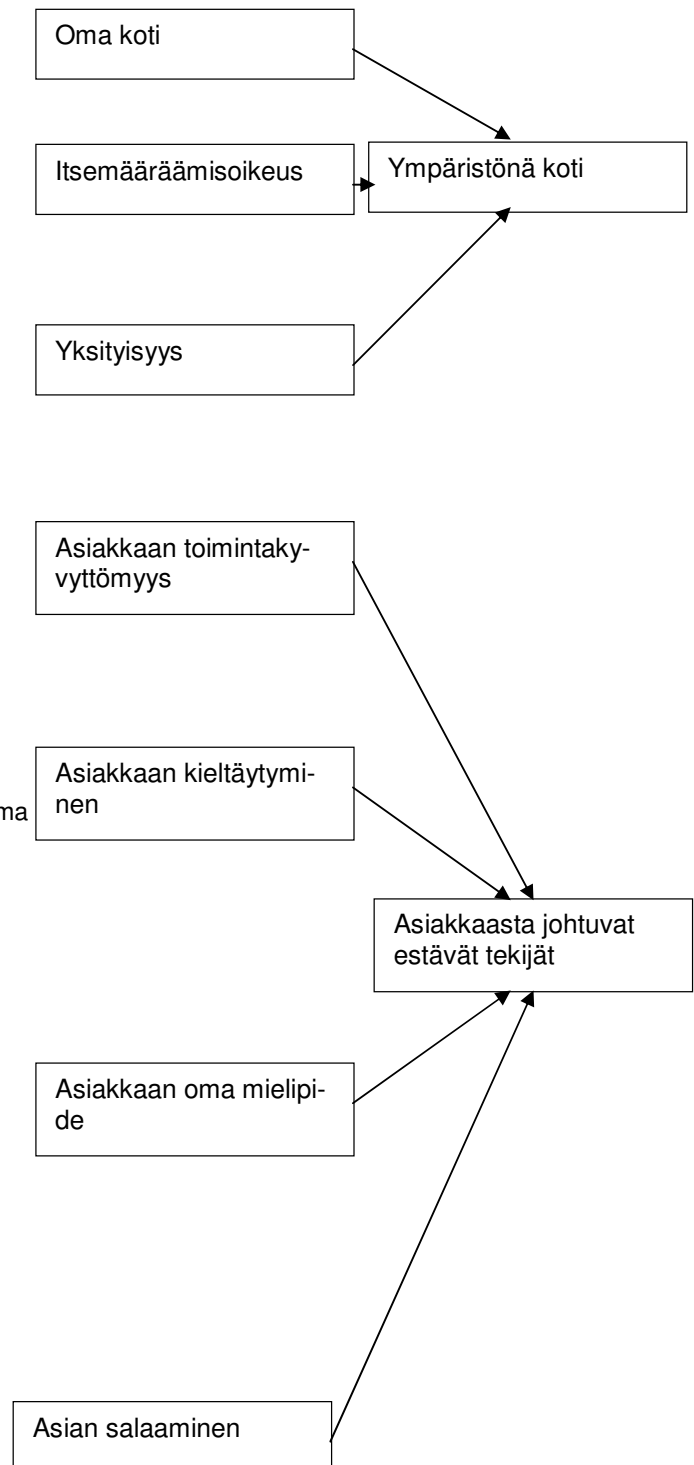 Oma koti
Itsemääräämisoikeus
Ympäristönä koti
Yksityisyys
Asiakkaan toimintaky-
vyttömyys
Asiakkaan kieltäytymi-
nen
ma
Asiakkaasta johtuvat
estävät tekijät
Asiakkaan oma mielipi-
de
Asian salaaminen